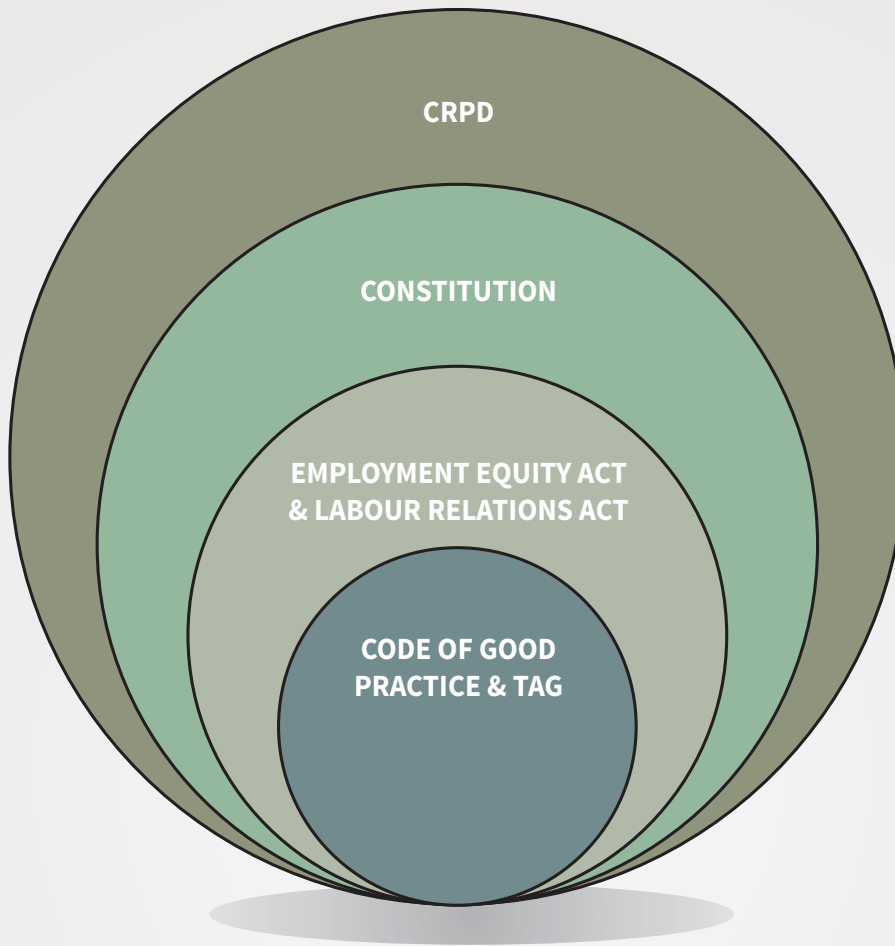 CRPD
CONSTITUTION
EMPLOYMENT EQUITY ACT
& LABOUR RELATIONS ACT
CODE OF GOOD
PRACTICE & TAG